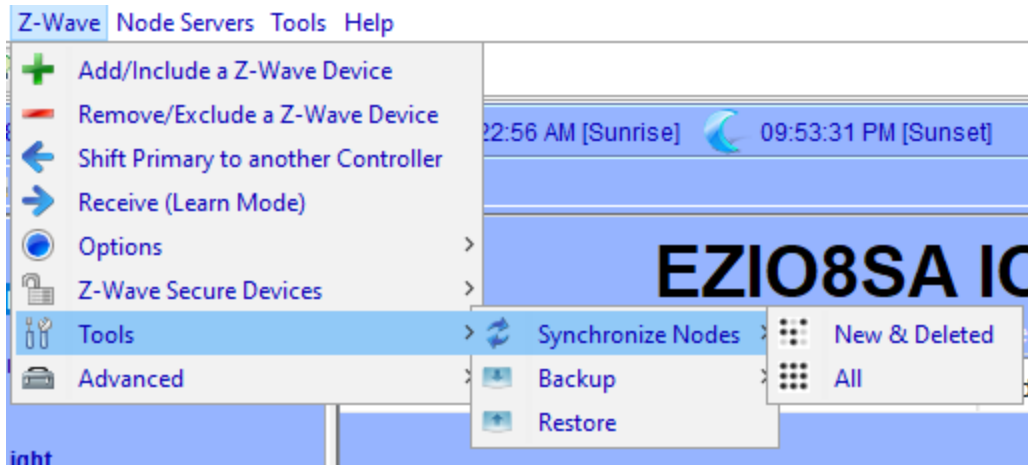 Z-Wave Node Servers Tools Help
Add/Include a Z-Wave Device
Remove/Exclude a Z-Wave Device
22:56 AM [Sunrise] 09:53:31 PM [Sunset]
Shift Primary to another Controller
Receive (Learn Mode)
Options
EZIO8SA
Z-Wave Secure Devices
Tools
Synchronize Nodes
New & Deleted
Advanced
Backup
All
Restore